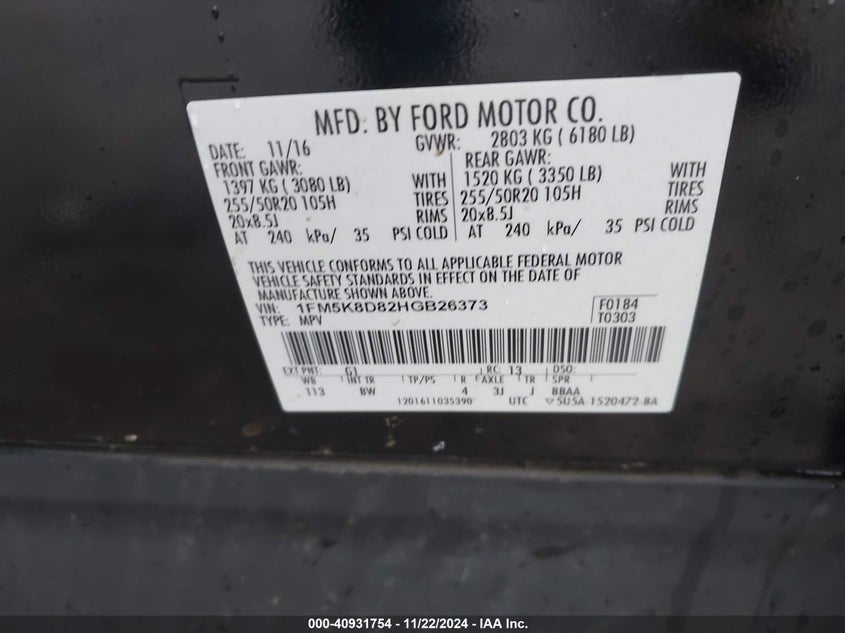 MFD. BY FORD MOTOR CO.
DATE: 11/16 GVWR: 2803 KG ( 6180 LB)
FRONT GAWR: REAR GAWR:
1397 KG ( 3080 LB) WITH 1520 KG ( 3350 LB) WITH
255/50R20 105H TIRES 255/50R20 105H TIRES
20x8.5J RIMS 20x8.5J RIMS
AT 240 kPa/ 35 PSI COLD AT 240 kPa/ 35 PSI COLD
THIS VEHICLE CONFORMS TO ALL APPLICABLE FEDERAL MOTOR
VEHICLE SAFETY STANDARDS IN EFFECT ON THE DATE OF
MANUFACTURE SHOWN ABOVE.
VIN: 1FM5K8D82HGB26373 F0184
TYPE: MPV T0303
EXT PNT: G1 RC: 13 DSO:
WB INT TR TP/PS R AXLE TR SPR
113 BW 4 3J J BBAA
1201611035390 UTC 5U5A-1520472-BA
000-40931754 - 11/22/2024 - IAA Inc.